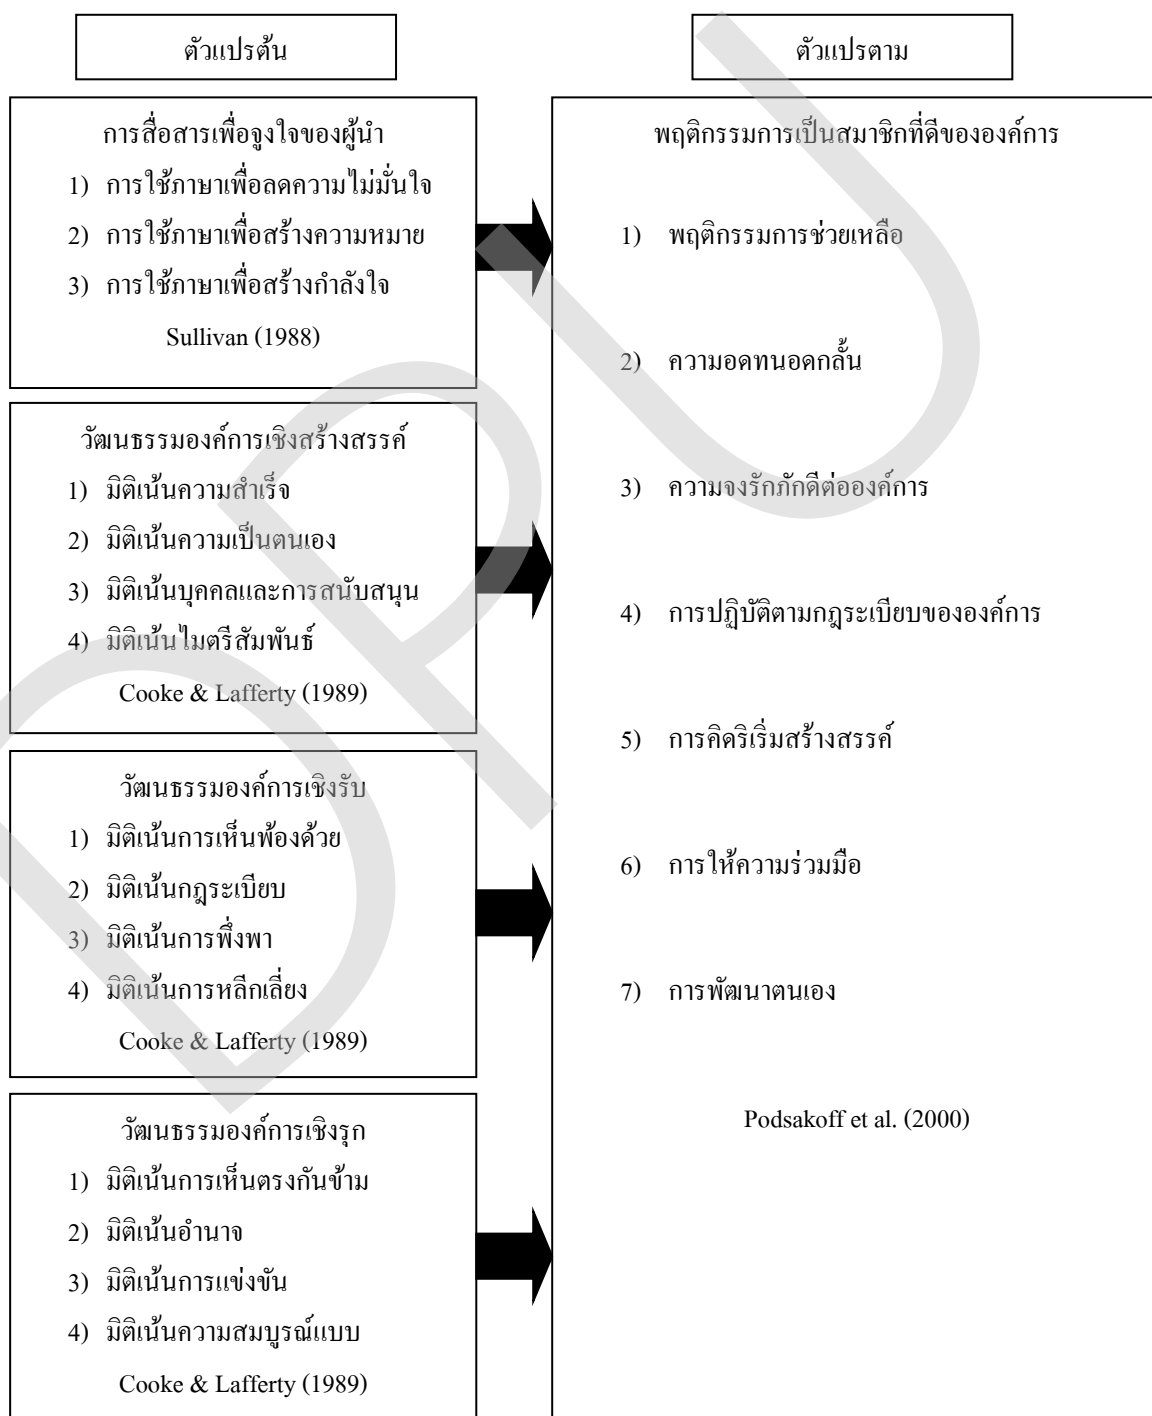 ตัวแปรต้น
ตัวแปรตาม
การสื่อสารเพื่อจูงใจของผู้นำ
1) การใช้ภาษาเพื่อลดความไม่มั่นใจ
2) การใช้ภาษาเพื่อสร้างความหมาย
3) การใช้ภาษาเพื่อสร้างกำลังใจ
Sullivan (1988)
วัฒนธรรมองค์การเชิงสร้างสรรค์
1) มิติเน้นความสำเร็จ
2) มิติเน้นความเป็นตนเอง
3) มิติเน้นบุคคลและการสนับสนุน
4) มิติเน้นไมตรีสัมพันธ์
Cooke & Lafferty (1989)
วัฒนธรรมองค์การเชิงรับ
1) มิติเน้นการเห็นพ้องด้วย
2) มิติเน้นกฎระเบียบ
3) มิติเน้นการพึ่งพา
4) มิติเน้นการหลีกเลี่ยง
Cooke & Lafferty (1989)
วัฒนธรรมองค์การเชิงรุก
1) มิติเน้นการเห็นตรงกันข้าม
2) มิติเน้นอำนาจ
3) มิติเน้นการแข่งขัน
4) มิติเน้นความสมบูรณ์แบบ
Cooke & Lafferty (1989)
พฤติกรรมการเป็นสมาชิกที่ดีขององค์การ
1) พฤติกรรมการช่วยเหลือ
2) ความอดทนอดกลั้น
3) ความจงรักภักดีต่อองค์การ
4) การปฏิบัติตามกฎระเบียบขององค์การ
5) การคิดริเริ่มสร้างสรรค์
6) การให้ความร่วมมือ
7) การพัฒนาตนเอง
Podsakoff et al. (2000)
DPU